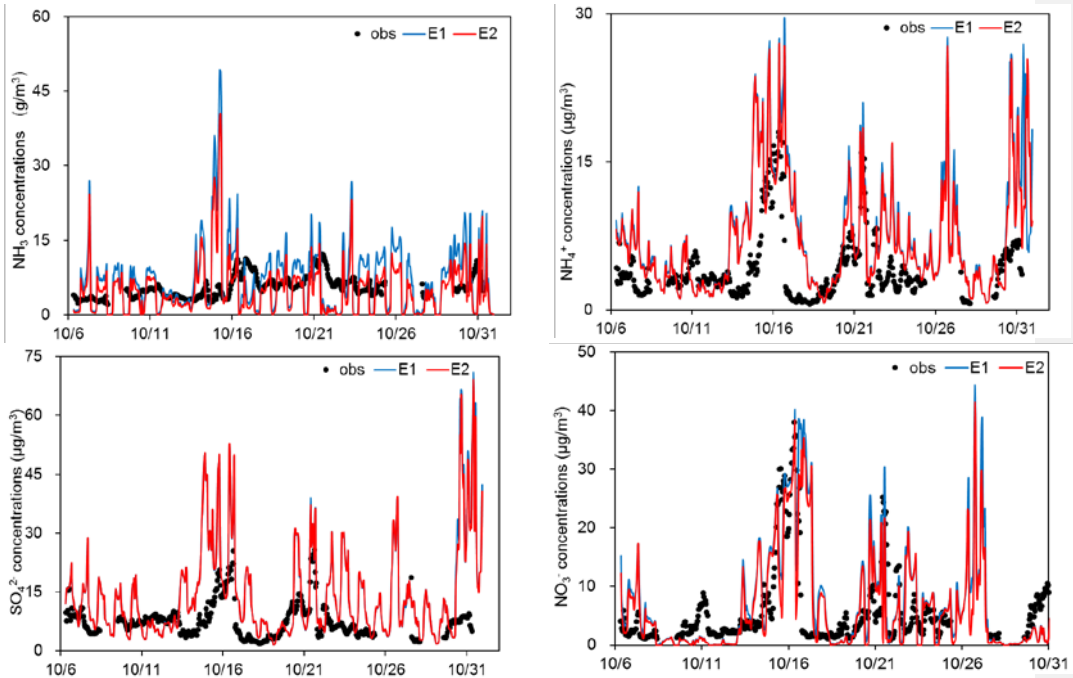 60
45
30
15
0
NH3 concentrations (g/m3)
obs E1 E2
10/6 10/11 10/16 10/21 10/26 10/31
30
15
0
NH4+ concentrations (µg/m3)
obs E1 E2
10/6 10/11 10/16 10/21 10/26 10/31
75
60
45
30
15
0
SO42- concentrations (µg/m3)
obs E1 E2
10/6 10/11 10/16 10/21 10/26 10/31
50
40
30
20
10
0
NO3- concentrations (µg/m3)
obs E1 E2
10/6 10/11 10/16 10/21 10/26 10/31